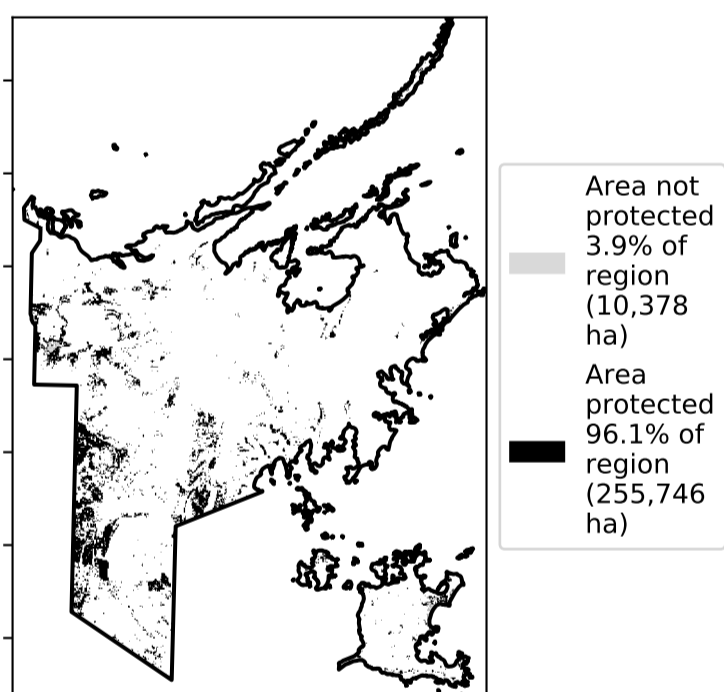 Area not
protected
3.9% of
region
(10,378
ha)
Area
protected
96.1% of
region
(255,746
ha)